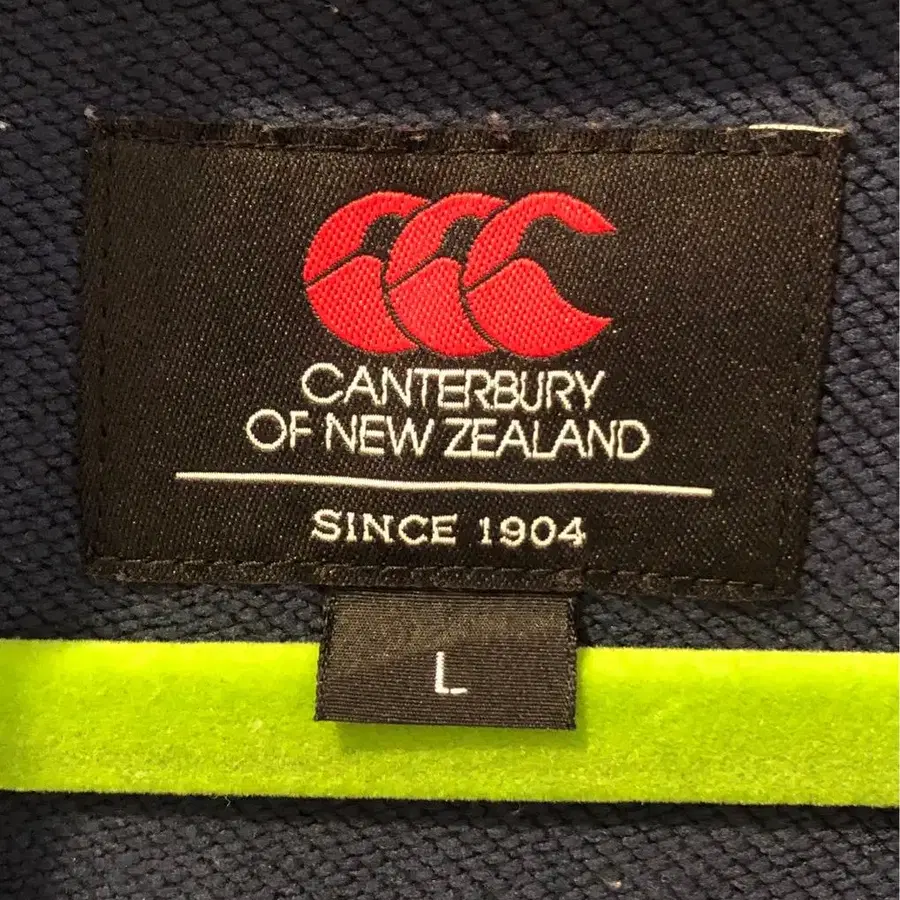 CANTERBURY
OF NEW ZEALAND
SINCE 1904
L